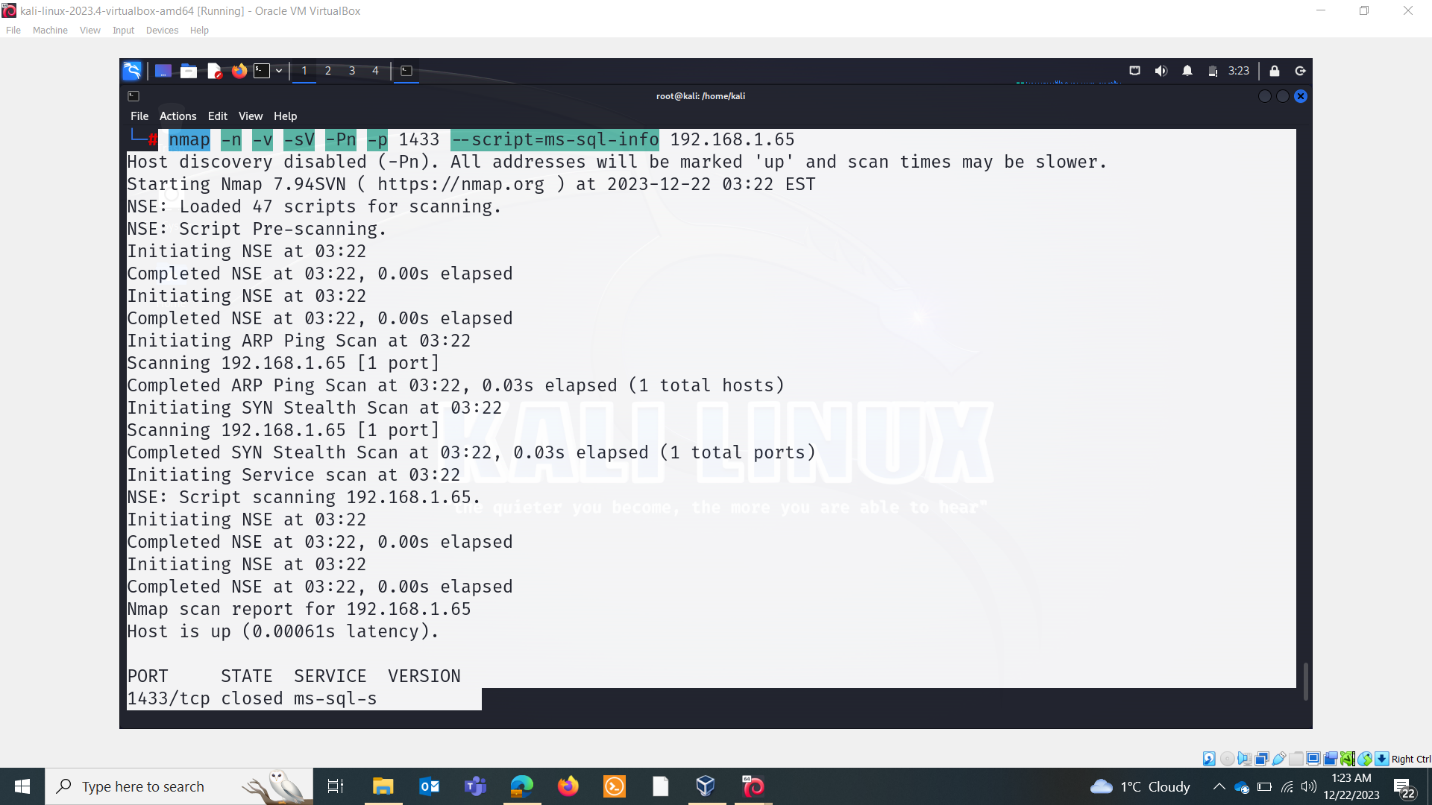 kali-linux-2023.4-virtualbox-amd64 [Running] - Oracle VM VirtualBox
File Machine View Input Devices Help
1 2 3 4
3:23
root@kali: /home/kali
File Actions Edit View Help
└─# nmap -n -v -sV -Pn -p 1433 --script=ms-sql-info 192.168.1.65
Host discovery disabled (-Pn). All addresses will be marked 'up' and scan times may be slower.
Starting Nmap 7.94SVN ( https://nmap.org ) at 2023-12-22 03:22 EST
NSE: Loaded 47 scripts for scanning.
NSE: Script Pre-scanning.
Initiating NSE at 03:22
Completed NSE at 03:22, 0.00s elapsed
Initiating NSE at 03:22
Completed NSE at 03:22, 0.00s elapsed
Initiating ARP Ping Scan at 03:22
Scanning 192.168.1.65 [1 port]
Completed ARP Ping Scan at 03:22, 0.03s elapsed (1 total hosts)
Initiating SYN Stealth Scan at 03:22
Scanning 192.168.1.65 [1 port]
Completed SYN Stealth Scan at 03:22, 0.03s elapsed (1 total ports)
Initiating Service scan at 03:22
NSE: Script scanning 192.168.1.65.
Initiating NSE at 03:22
Completed NSE at 03:22, 0.00s elapsed
Initiating NSE at 03:22
Completed NSE at 03:22, 0.00s elapsed
Nmap scan report for 192.168.1.65
Host is up (0.00061s latency).
PORT     STATE  SERVICE  VERSION
1433/tcp closed ms-sql-s
KALI LINUX
"the quieter you become, the more you are able to hear"
Right Ctrl
Type here to search
1°C Cloudy
1:23 AM
12/22/2023
22